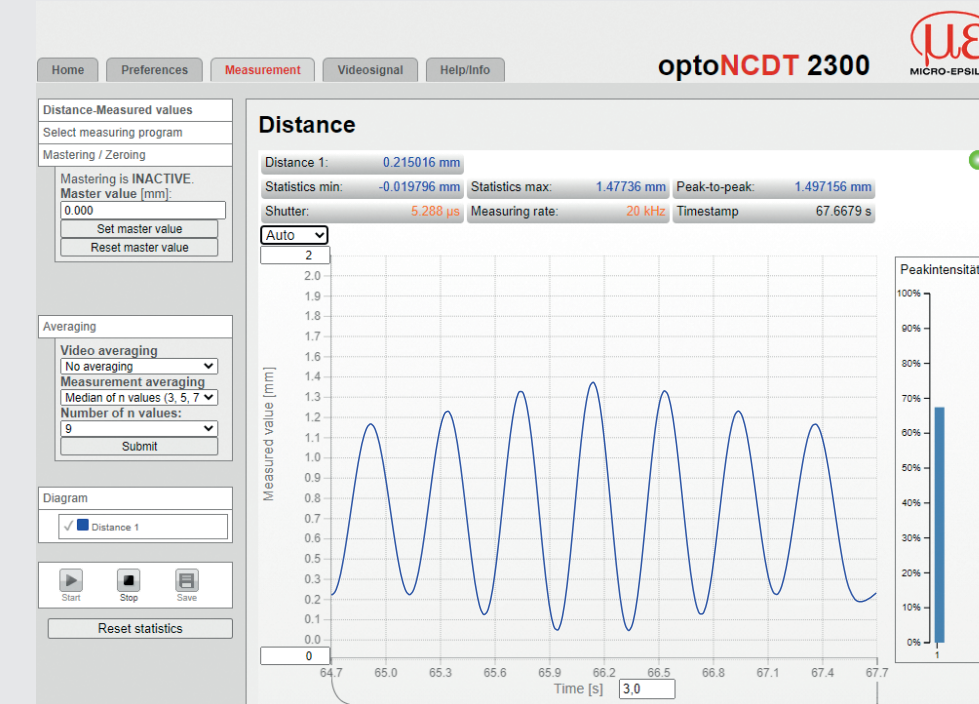 Home
Preferences
Measurement
Videosignal
Help/Info
optoNCDT 2300
µε
MICRO-EPSIL
Distance-Measured values
Select measuring program
Mastering / Zeroing
Mastering is INACTIVE.
Master value [mm]:
0.000
Set master value
Reset master value
Averaging
Video averaging
No averaging
Measurement averaging
Median of n values (3, 5, 7
Number of n values:
9
Submit
Diagram
✓ Distance 1
Start
Stop
Save
Reset statistics
Distance
Distance 1: 0.215016 mm
Statistics min: -0.019796 mm Statistics max: 1.47736 mm Peak-to-peak: 1.497156 mm
Shutter: 5.288 µs Measuring rate: 20 kHz Timestamp 67.6679 s
Auto
2
2.0
1.9
1.8
1.7
1.6
1.4
1.3
1.2
1.1
1.0
0.9
0.8
0.7
0.6
0.5
0.3
0.2
0.1
0.0
0
Measured value [mm]
64.7 65.0 65.3 65.6 65.9 66.2 66.5 66.8 67.1 67.4 67.7
Time [s] 3,0
Peakintensität
100%
90%
80%
70%
60%
50%
40%
30%
20%
10%
0%
1